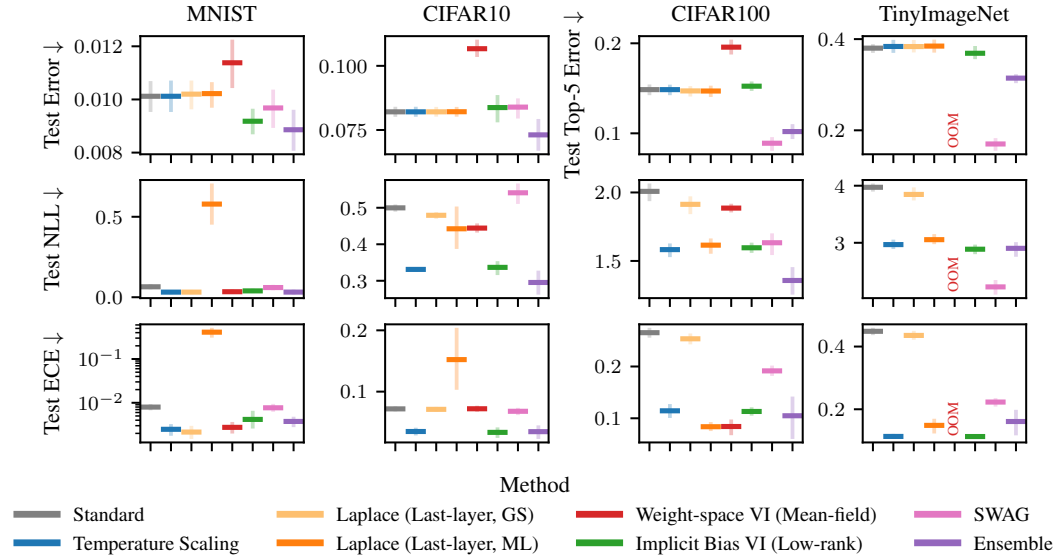 MNIST CIFAR10 CIFAR100 TinyImageNet
Test Error ↓
0.012
0.010
0.008
0.100
0.075
Test Top-5 Error ↓
0.2
0.1
0.4
0.2
OOM
Test NLL ↓
0.5
0.0
0.5
0.4
0.3
2.0
1.5
4
3
OOM
Test ECE ↓
10⁻¹
10⁻²
0.2
0.1
0.2
0.1
0.4
0.2
OOM
Method
Standard Laplace (Last-layer, GS) Weight-space VI (Mean-field) SWAG
Temperature Scaling Laplace (Last-layer, ML) Implicit Bias VI (Low-rank) Ensemble